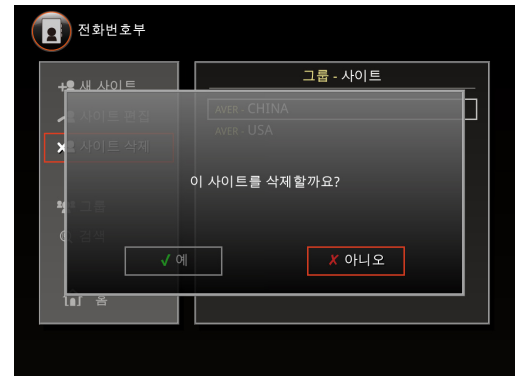 전화번호부
새 사이트
사이트 편집
사이트 삭제
그룹
검색
홈
그룹 - 사이트
AVER - CHINA
AVER - USA
이 사이트를 삭제할까요?
예
아니오